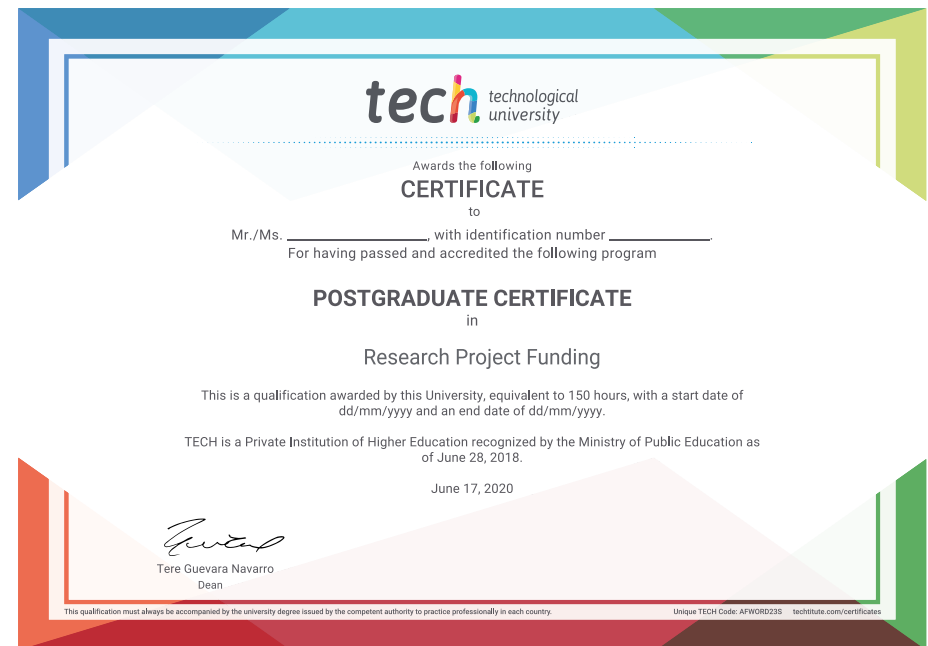 tech technological
university
Awards the following
CERTIFICATE
to
Mr./Ms. ____________, with identification number ____________.
For having passed and accredited the following program
POSTGRADUATE CERTIFICATE
in
Research Project Funding
This is a qualification awarded by this University, equivalent to 150 hours, with a start date of
dd/mm/yyyy and an end date of dd/mm/yyyy.
TECH is a Private Institution of Higher Education recognized by the Ministry of Public Education as
of June 28, 2018.
June 17, 2020
Tere Guevara Navarro
Dean
This qualification must always be accompanied by the university degree issued by the competent authority to practice professionally in each country.
Unique TECH Code: AFWORD23S techtitute.com/certificates